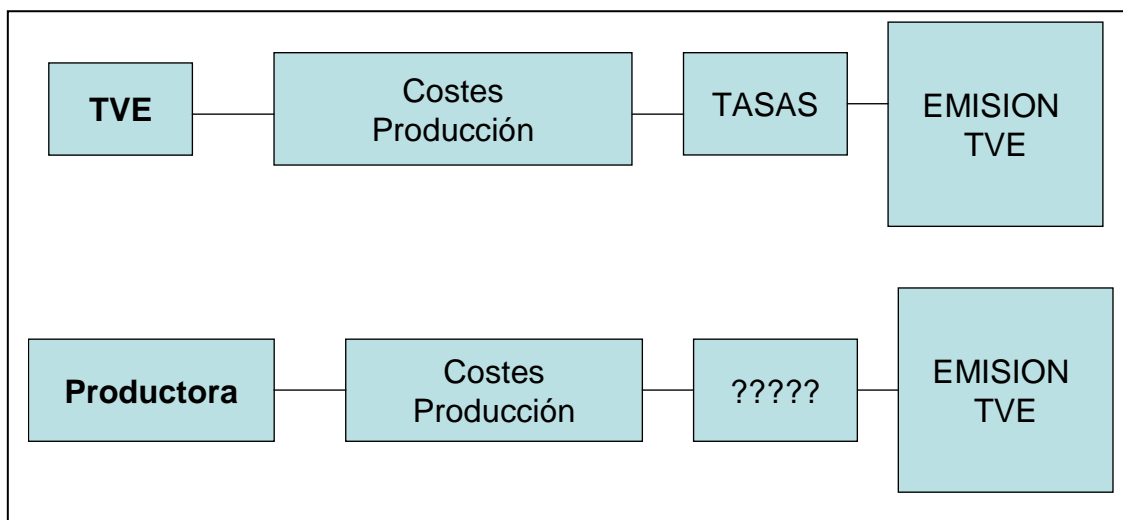 TVE
Costes
Producción
TASAS
EMISION
TVE
Productora
Costes
Producción
?????
EMISION
TVE